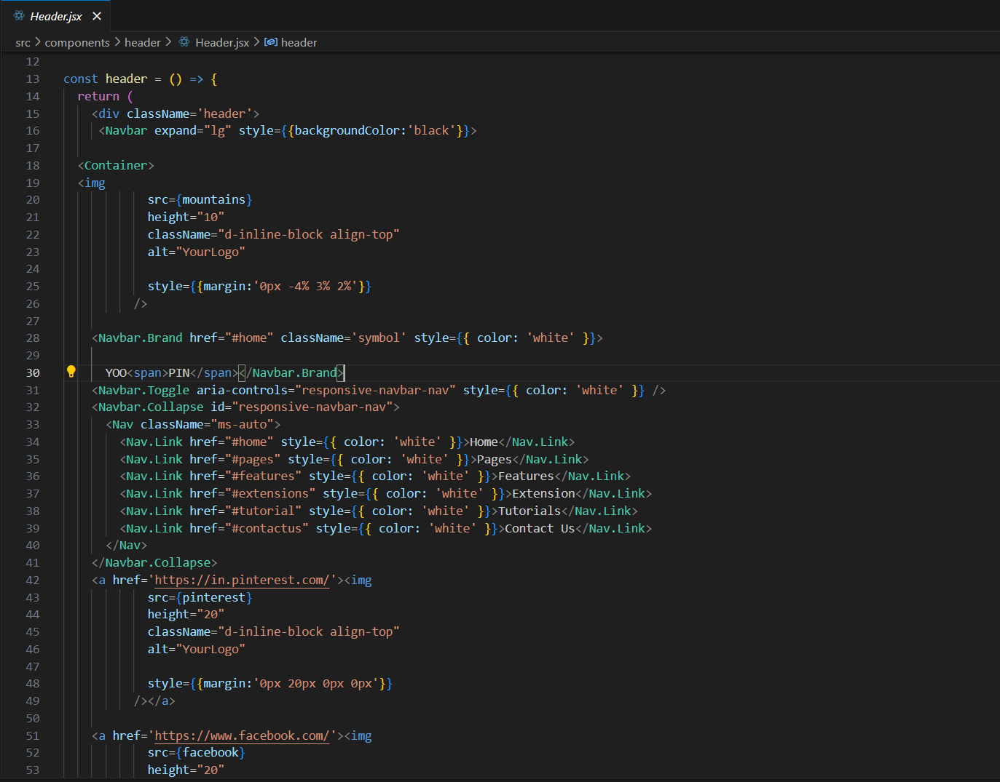 Header.jsx
src > components > header > Header.jsx > header
12
13 const header = () => {
14 return (
15 <div className='header'>
16 <Navbar expand="lg" style={{backgroundColor:'black'}}>
17
18 <Container>
19 <img
20 src={mountains}
21 height="10"
22 className="d-inline-block align-top"
23 alt="YourLogo"
24
25 style={{margin:'0px -4% 3% 2%'}}
26 />
27
28 <Navbar.Brand href="#home" className='symbol' style={{ color: 'white' }}>
29
30 YOO<span>PIN</span></Navbar.Brand>
31 <Navbar.Toggle aria-controls="responsive-navbar-nav" style={{ color: 'white' }} />
32 <Navbar.Collapse id="responsive-navbar-nav">
33 <Nav className="ms-auto">
34 <Nav.Link href="#home" style={{ color: 'white' }}>Home</Nav.Link>
35 <Nav.Link href="#pages" style={{ color: 'white' }}>Pages</Nav.Link>
36 <Nav.Link href="#features" style={{ color: 'white' }}>Features</Nav.Link>
37 <Nav.Link href="#extensions" style={{ color: 'white' }}>Extension</Nav.Link>
38 <Nav.Link href="#tutorial" style={{ color: 'white' }}>Tutorials</Nav.Link>
39 <Nav.Link href="#contactus" style={{ color: 'white' }}>Contact Us</Nav.Link>
40 </Nav>
41 </Navbar.Collapse>
42 <a href='https://in.pinterest.com/'><img
43 src={pinterest}
44 height="20"
45 className="d-inline-block align-top"
46 alt="YourLogo"
47
48 style={{margin:'0px 20px 0px 0px'}}
49 /></a>
50
51 <a href='https://www.facebook.com/'><img
52 src={facebook}
53 height="20"